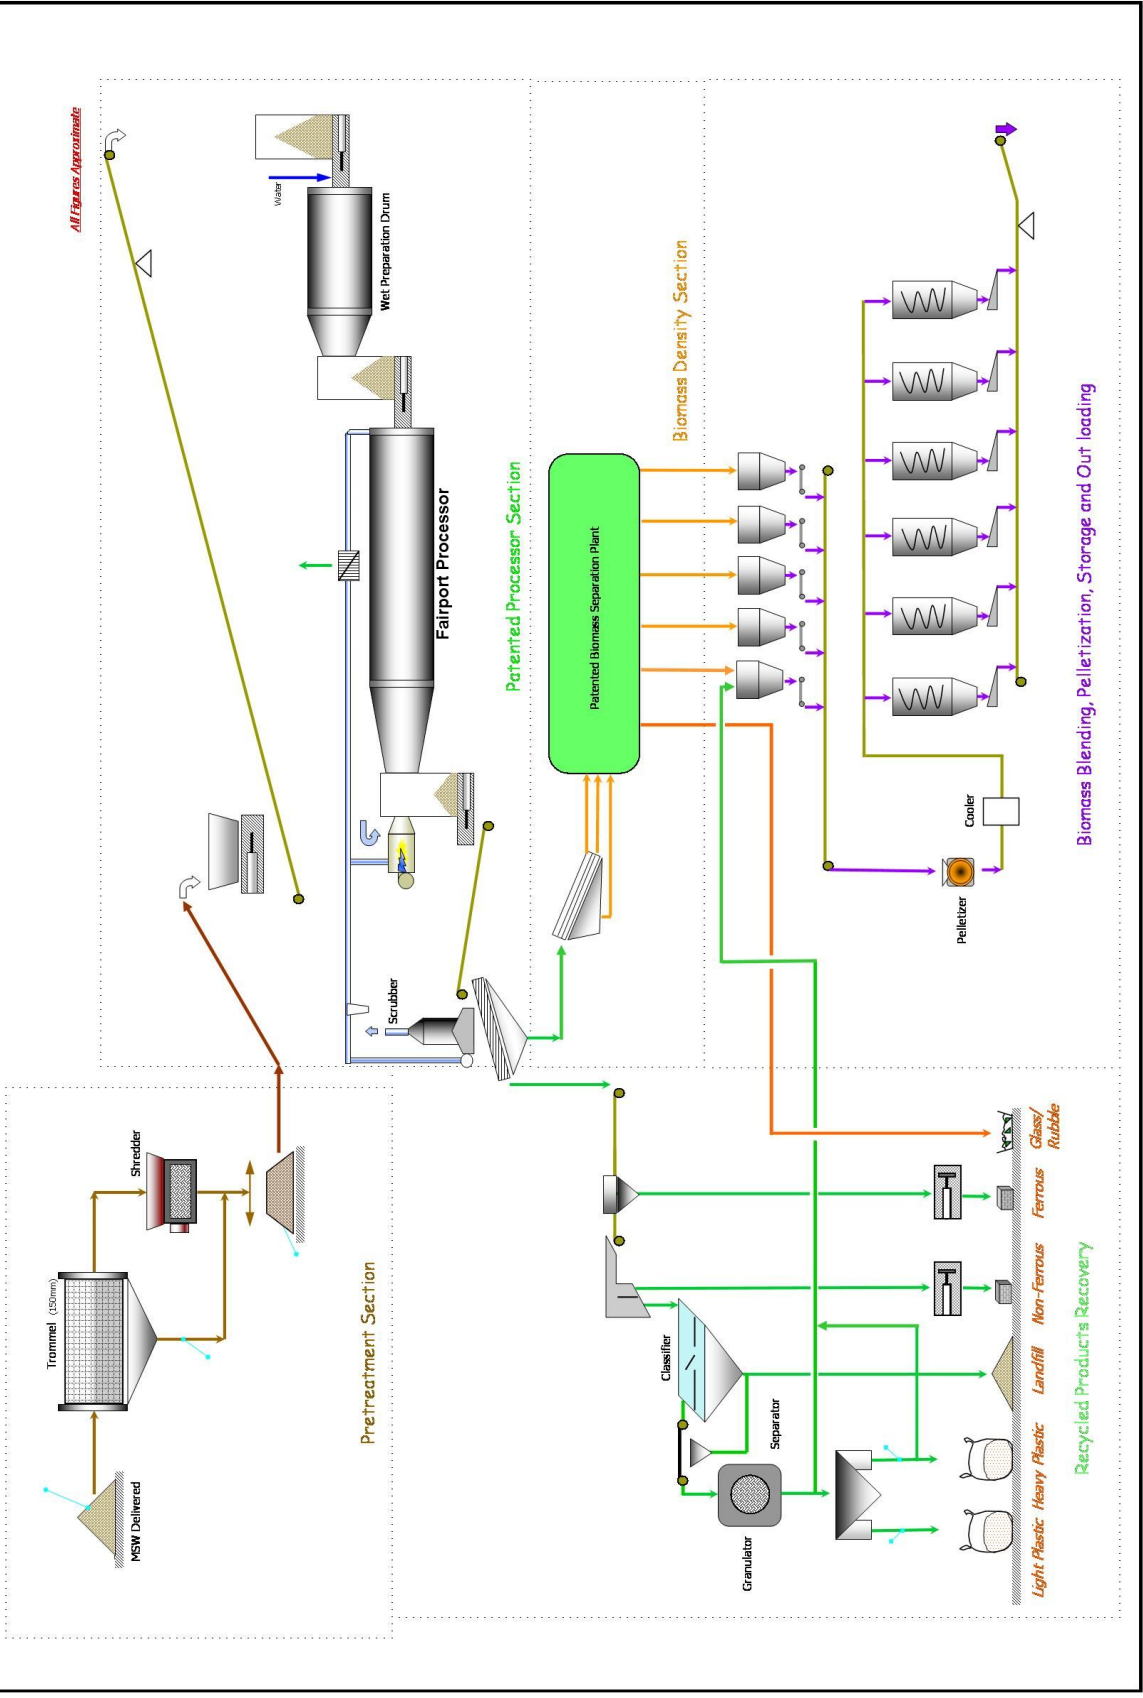 All Figures Approximate
Water
Wet Preparation Drum
Fairport Processor
Scrubber
Patented Processor Section
Patented Biomass Separation Plant
Biomass Density Section
Cooler
Pelletizer
Biomass Blending, Pelletization, Storage and Out loading
MSW Delivered
Trommel (150mm)
Shredder
Pretreatment Section
Classifier
Separator
Granulator
Light Plastic
Heavy Plastic
Landfill
Non-Ferrous
Ferrous
Glass/
Rubble
Recycled Products Recovery